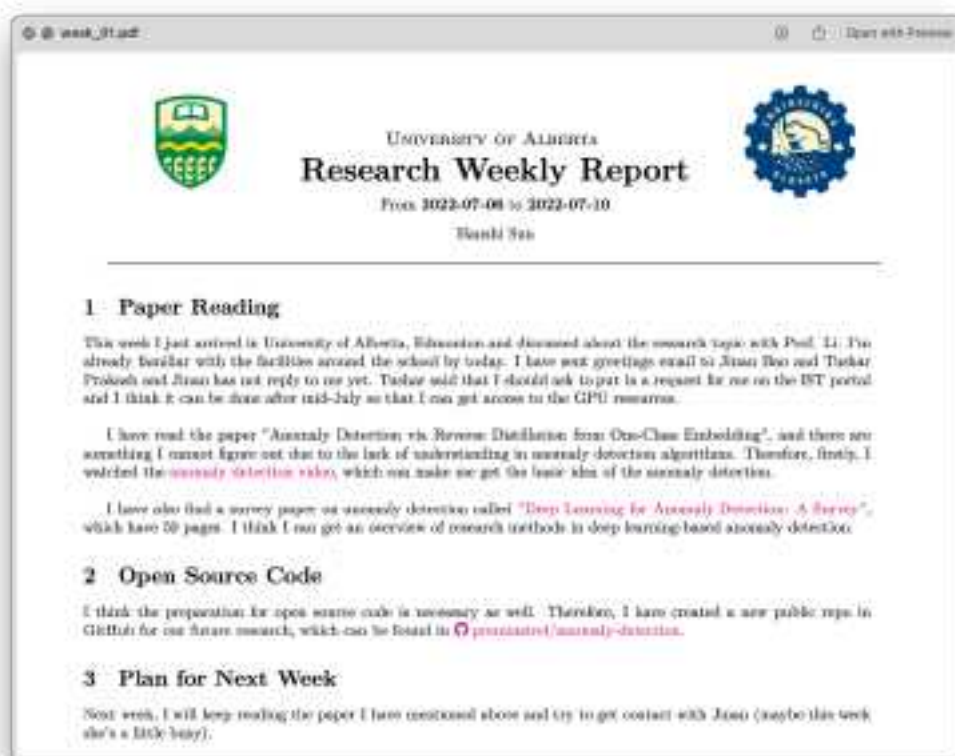 week_01.pdf
Open with Preview
UNIVERSITY OF ALBERTA
Research Weekly Report
From 2022-07-06 to 2022-07-10
Hanshi Sun
1 Paper Reading
This week I just arrived in University of Alberta, Edmonton and discussed about the research topic with Prof. Li. I'm
already familiar with the facilities around the school by today. I have sent greetings email to Jinan Bao and Tushar
Prakash and Jinan has not reply to me yet. Tushar said that I should ask to put in a request for me on the IST portal
and I think it can be done after mid-July so that I can get access to the GPU resources.
I have read the paper "Anomaly Detection via Reverse Distillation from One-Class Embedding", and there are
something I cannot figure out due to the lack of understanding in anomaly detection algorithms. Therefore, firstly, I
watched the anomaly detection video, which can make me get the basic idea of the anomaly detection.
I have also find a survey paper on anomaly detection called "Deep Learning for Anomaly Detection: A Survey",
which have 50 pages. I think I can get an overview of research methods in deep learning-based anomaly detection.
2 Open Source Code
I think the preparation for open source code is necessary as well. Therefore, I have created a new public repo in
GitHub for our future research, which can be found in preminstrel/anomaly-detection.
3 Plan for Next Week
Next week, I will keep reading the paper I have mentioned above and try to get contact with Jinan (maybe this week
she's a little busy).